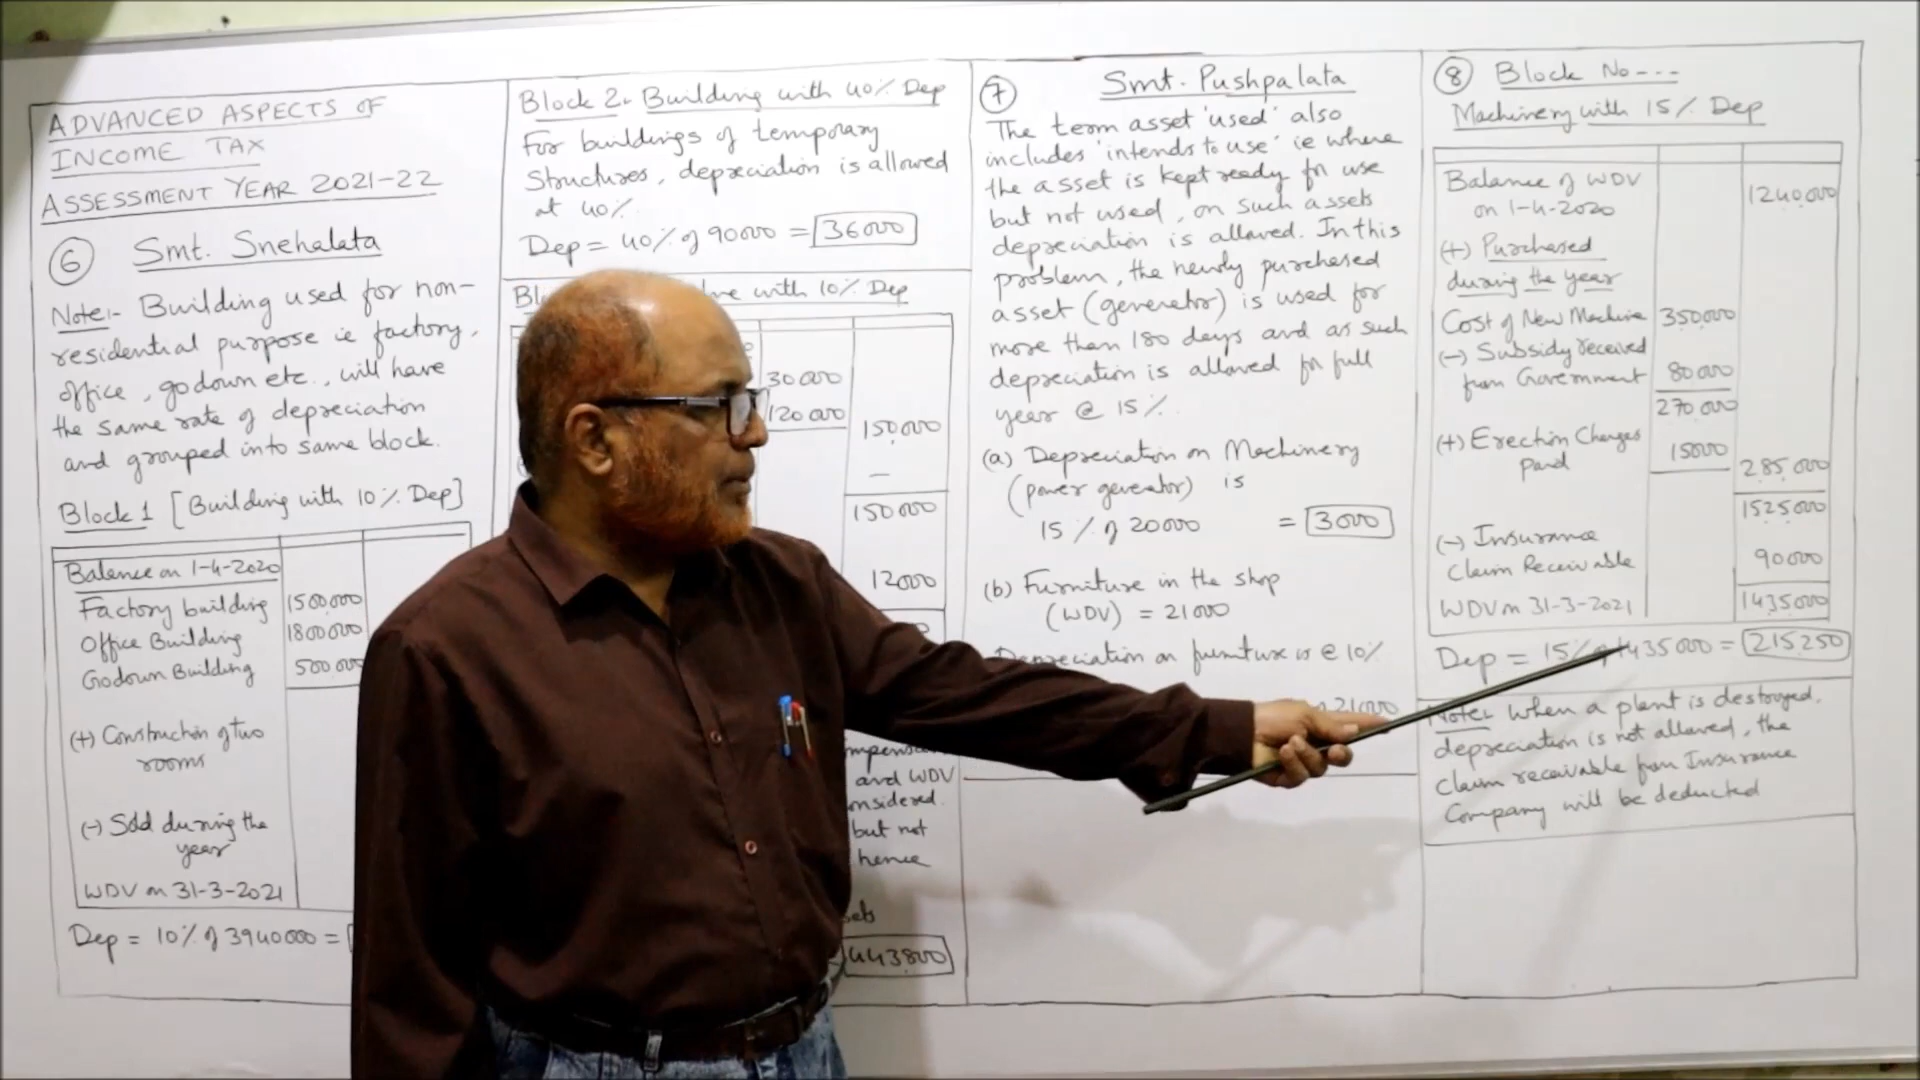 ADVANCED ASPECTS OF
INCOME TAX
ASSESSMENT YEAR 2021-22
6 Smt. Snehalata
Note:- Building used for non-
residential purpose ie factory,
office, godown etc., will have
the same rate of depreciation
and grouped into same block.
Block 1 [Building with 10% Dep]
Balance on 1-4-2020
Factory building 1500000
Office Building 1800000
Godown Building 500000
(+) Construction of two
rooms
(-) Sold during the
year
WDV on 31-3-2021
Dep = 10% of 3940000 =
Block 2:- Building with 40% Dep
For buildings of temporary
structures, depreciation is allowed
at 40%
Dep = 40% of 90000 = 36000
with 10% Dep
30000
120000
150,000
-
150000
12000
and WDV
but not
hence
443800
7 Smt. Pushpalata
The term asset 'used' also
includes 'intends to use' ie where
the asset is kept ready for use
but not used, on such assets
depreciation is allowed. In this
problem, the newly purchased
asset (generator) is used for
more than 180 days and as such
depreciation is allowed for full
year @ 15%.
(a) Depreciation on Machinery
(power generator) is
15% of 20000 = 3000
(b) Furniture in the shop
(WDV) = 21000
Depreciation on furniture is @ 10%
21000
8 Block No---
Machinery with 15% Dep
Balance of WDV
on 1-4-2020 1240000
(+) Purchased
during the year
Cost of New Machine 350000
(-) Subsidy received
from Government 80000
270000
(+) Erection Charges
paid 15000 285000
1525000
(-) Insurance
Claim Receivable 90000
WDV on 31-3-2021 1435000
Dep = 15% of 1435000 = 215250
Note:- When a plant is destroyed,
depreciation is not allowed, the
claim receivable from Insurance
Company will be deducted